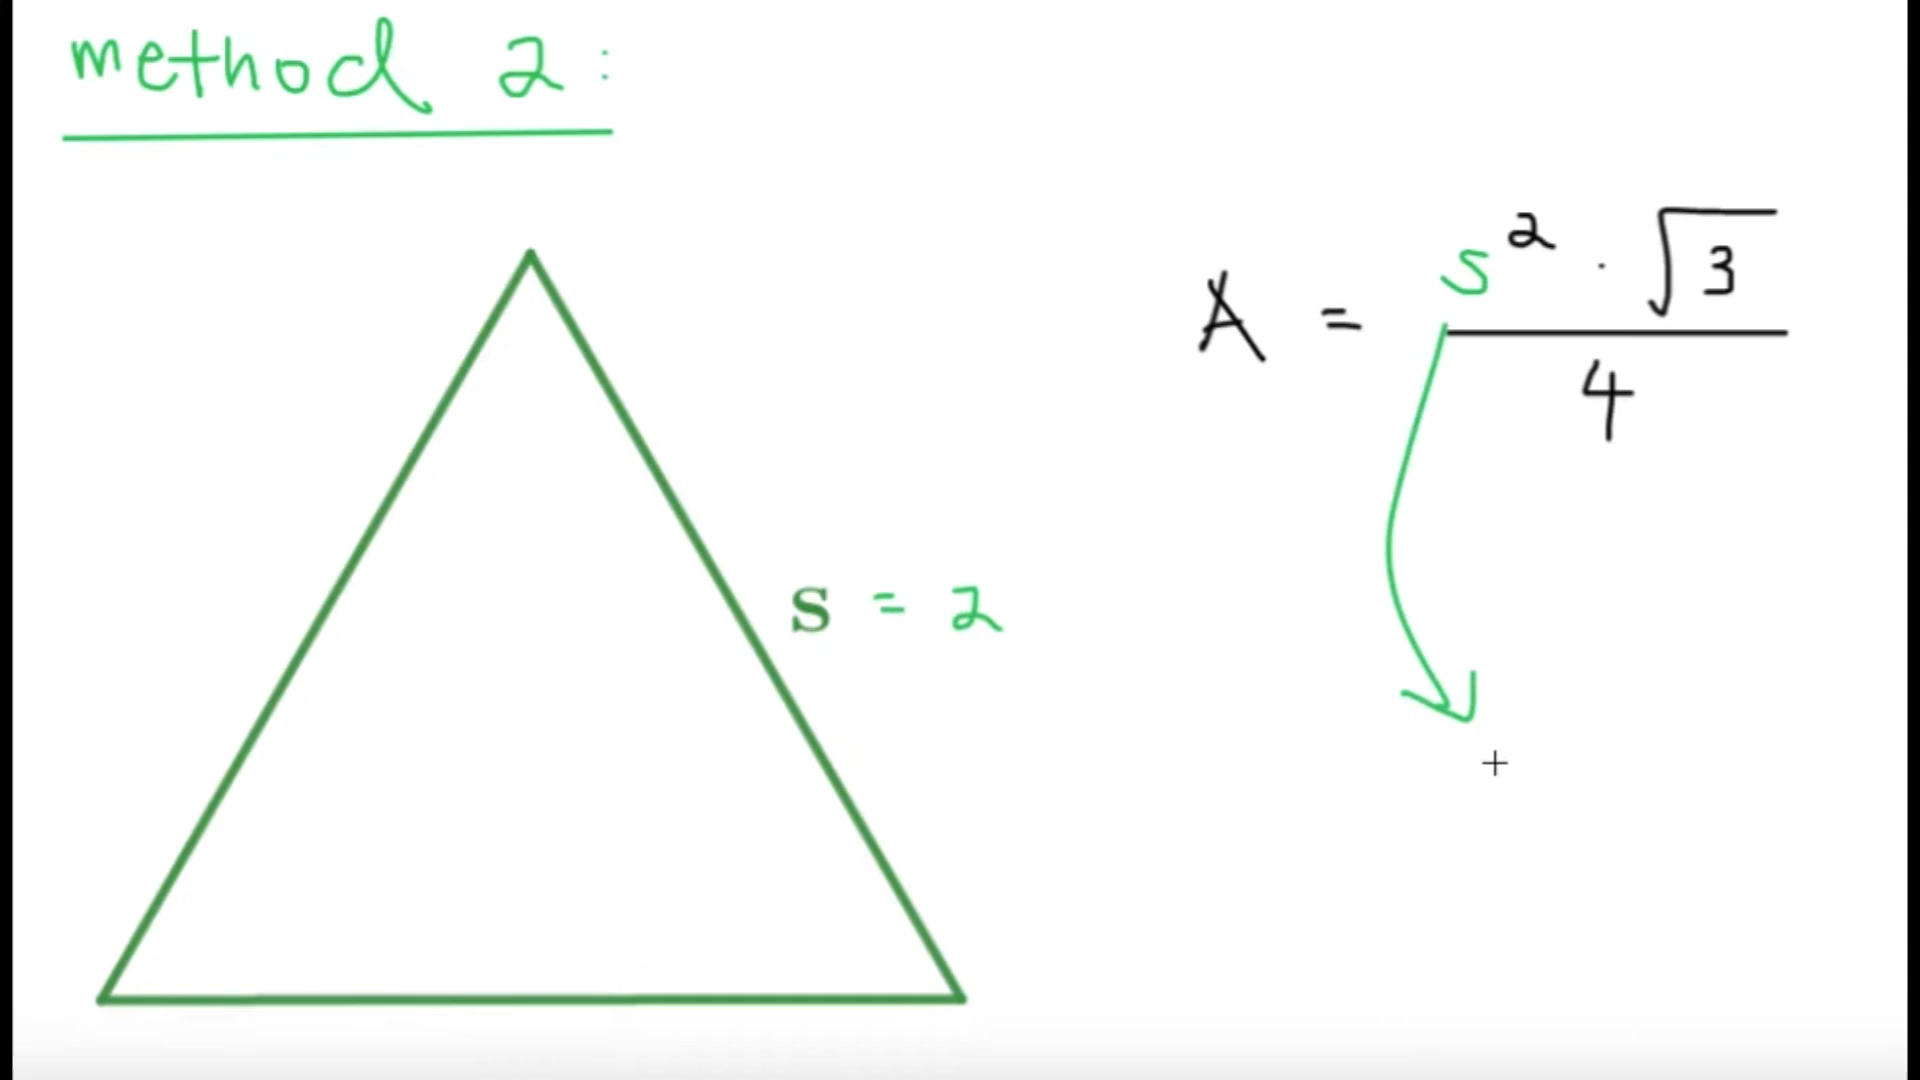 method 2:
A = s² · √3 / 4
s = 2